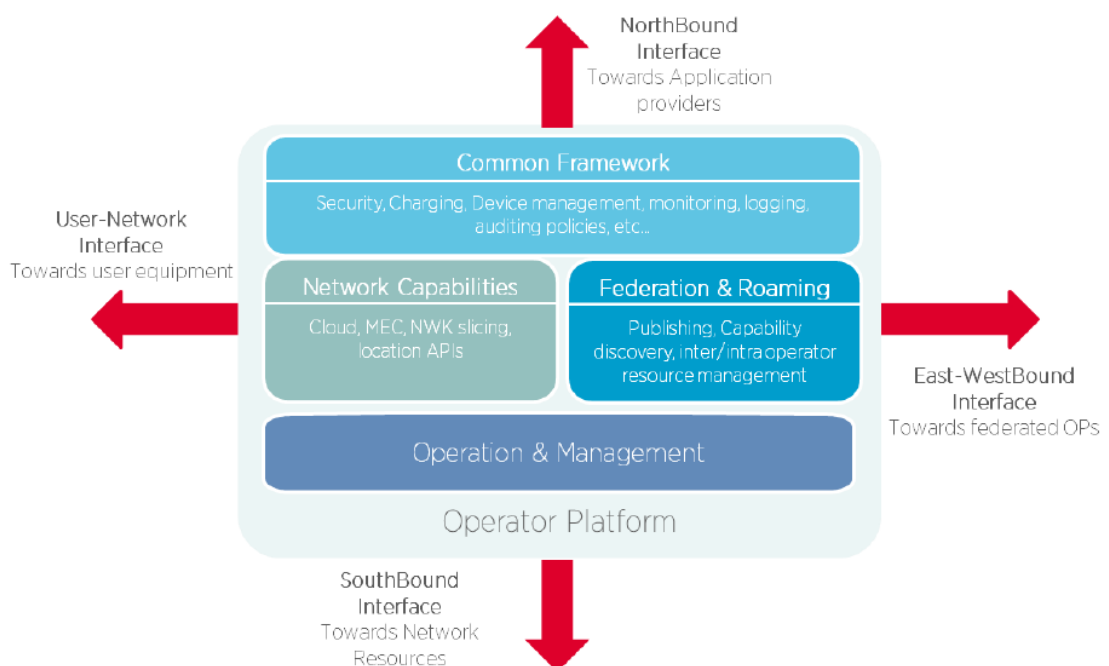 NorthBound
Interface
Towards Application
providers
Common Framework
Security, Charging, Device management, monitoring, logging,
auditing policies, etc...
User-Network
Interface
Towards user equipment
Network Capabilities
Cloud, MEC, NWK slicing,
location APIs
Federation & Roaming
Publishing, Capability
discovery, inter/intra operator
resource management
East-WestBound
Interface
Towards federated OPs
Operation & Management
Operator Platform
SouthBound
Interface
Towards Network
Resources